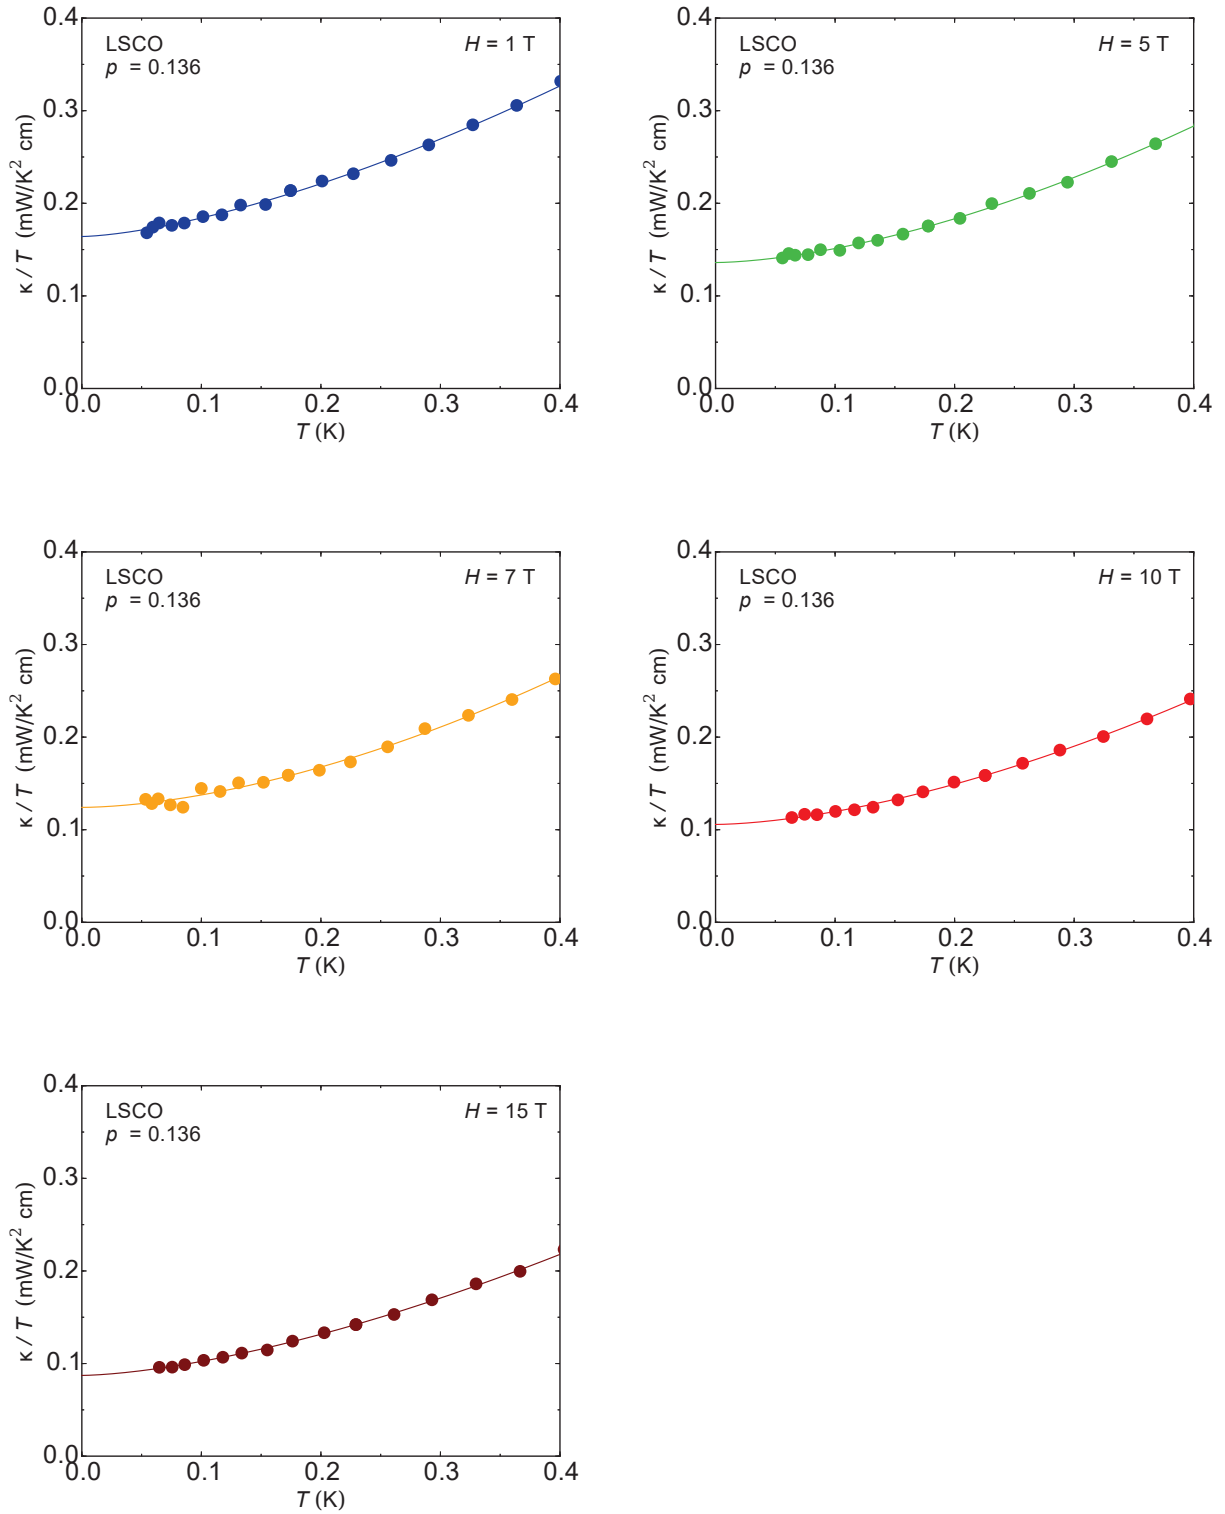 0.4
0.3
0.2
0.1
0.0
κ / T (mW/K² cm)
LSCO
p = 0.136
H = 1 T
0.0 0.1 0.2 0.3 0.4
T (K)
0.4
0.3
0.2
0.1
0.0
κ / T (mW/K² cm)
LSCO
p = 0.136
H = 5 T
0.0 0.1 0.2 0.3 0.4
T (K)
0.4
0.3
0.2
0.1
0.0
κ / T (mW/K² cm)
LSCO
p = 0.136
H = 7 T
0.0 0.1 0.2 0.3 0.4
T (K)
0.4
0.3
0.2
0.1
0.0
κ / T (mW/K² cm)
LSCO
p = 0.136
H = 10 T
0.0 0.1 0.2 0.3 0.4
T (K)
0.4
0.3
0.2
0.1
0.0
κ / T (mW/K² cm)
LSCO
p = 0.136
H = 15 T
0.0 0.1 0.2 0.3 0.4
T (K)